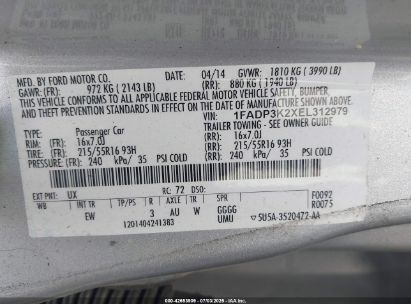 MFD. BY FORD MOTOR CO. 04/14 GVWR: 1810 KG ( 3990 LB)
GAWR: (FR): 972 KG ( 2143 LB) (RR): 880 KG ( 1940 LB)
THIS VEHICLE CONFORMS TO ALL APPLICABLE FEDERAL MOTOR VEHICLE SAFETY, BUMPER
AND THEFT PREVENTION STANDARDS IN EFFECT ON THE DATE OF MANUFACTURE SHOWN ABOVE
VIN: 1FADP3K2XEL312979
TYPE: Passenger Car TRAILER TOWING - SEE OWNERS GUIDE
RIM: (FR): 16x7.0J (RR): 16x7.0J
TIRE: (FR): 215/55R16 93H (RR): 215/55R16 93H
PRESSURE: (FR): 240 kPa/ 35 PSI COLD (RR): 240 kPa/ 35 PSI COLD
EXT PNT: UX RC: 72 DSO: F0092
WB INT TP/PS R AXLE TR SPR R0075
EW 3 AU W GGGG
1201404241383 UMU 5U5A-3520472-AA